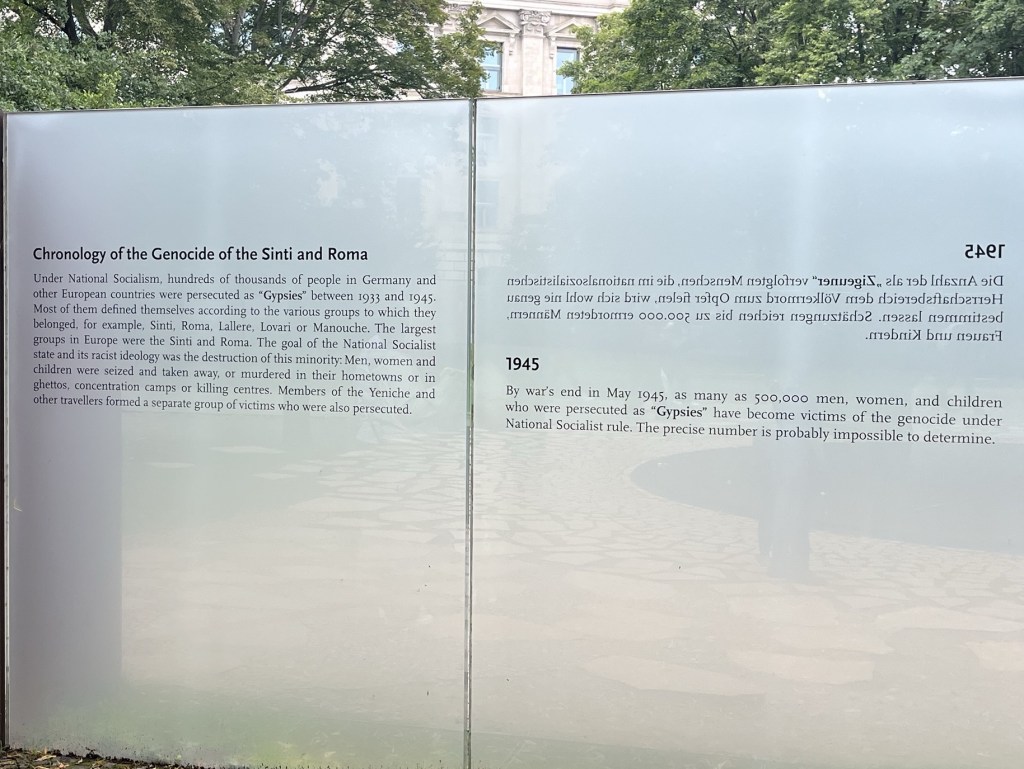 Chronology of the Genocide of the Sinti and Roma
Under National Socialism, hundreds of thousands of people in Germany and
other European countries were persecuted as “Gypsies” between 1933 and 1945.
Most of them defined themselves according to the various groups to which they
belonged, for example, Sinti, Roma, Lallere, Lovari or Manouche. The largest
groups in Europe were the Sinti and Roma. The goal of the National Socialist
state and its racist ideology was the destruction of this minority: Men, women and
children were seized and taken away, or murdered in their hometowns or in
ghettos, concentration camps or killing centres. Members of the Yeniche and
other travellers formed a separate group of victims who were also persecuted.
1945
Die Anzahl der als „Zigeuner“ verfolgten Menschen, die im nationalsozialistischen
Herrschaftsbereich dem Völkermord zum Opfer fielen, wird sich wohl nie genau
bestimmen lassen. Schätzungen reichen bis zu 500.000 ermordeten Männern,
Frauen und Kindern.
1945
By war's end in May 1945, as many as 500,000 men, women, and children
who were persecuted as “Gypsies” have become victims of the genocide under
National Socialist rule. The precise number is probably impossible to determine.